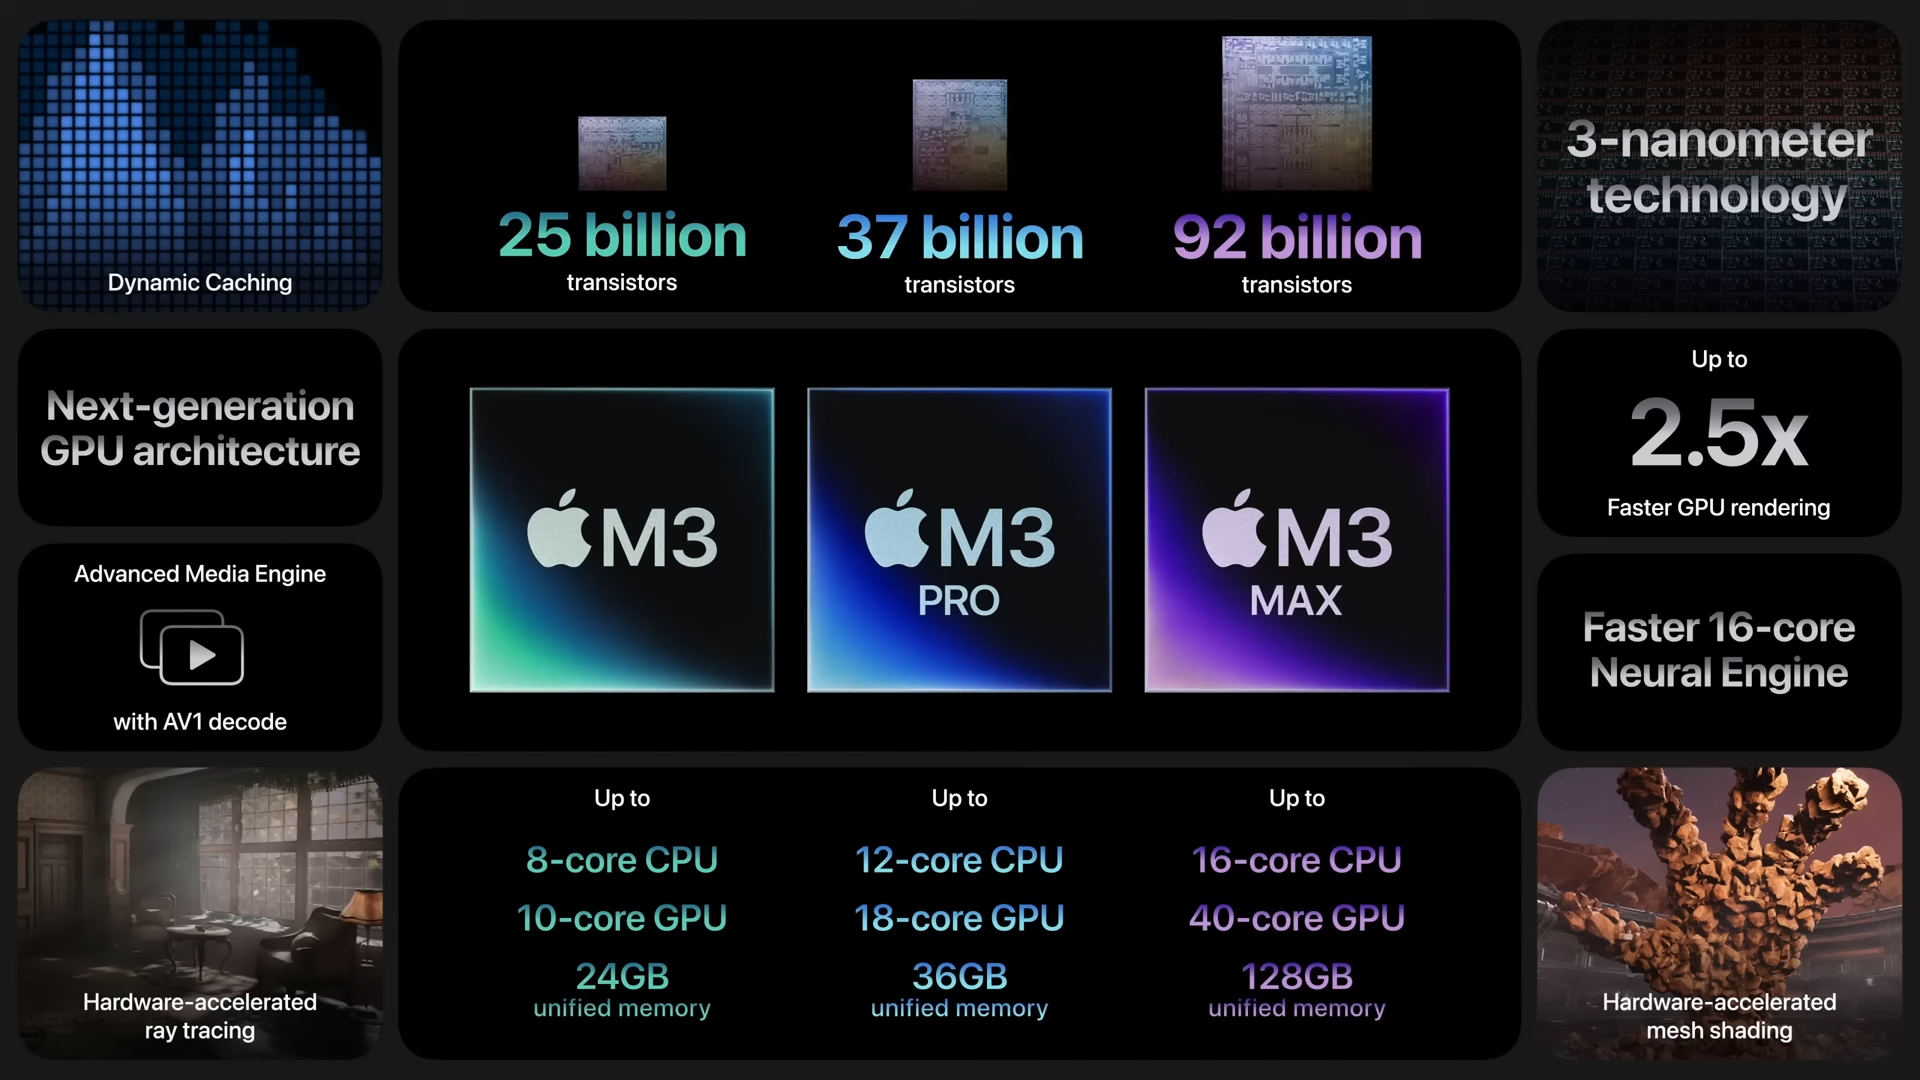 Dynamic Caching
25 billion
transistors
37 billion
transistors
92 billion
transistors
3-nanometer
technology
Next-generation
GPU architecture
M3
M3
PRO
M3
MAX
Up to
2.5x
Faster GPU rendering
Advanced Media Engine
with AV1 decode
Faster 16-core
Neural Engine
Hardware-accelerated
ray tracing
Up to
8-core CPU
10-core GPU
24GB
unified memory
Up to
12-core CPU
18-core GPU
36GB
unified memory
Up to
16-core CPU
40-core GPU
128GB
unified memory
Hardware-accelerated
mesh shading